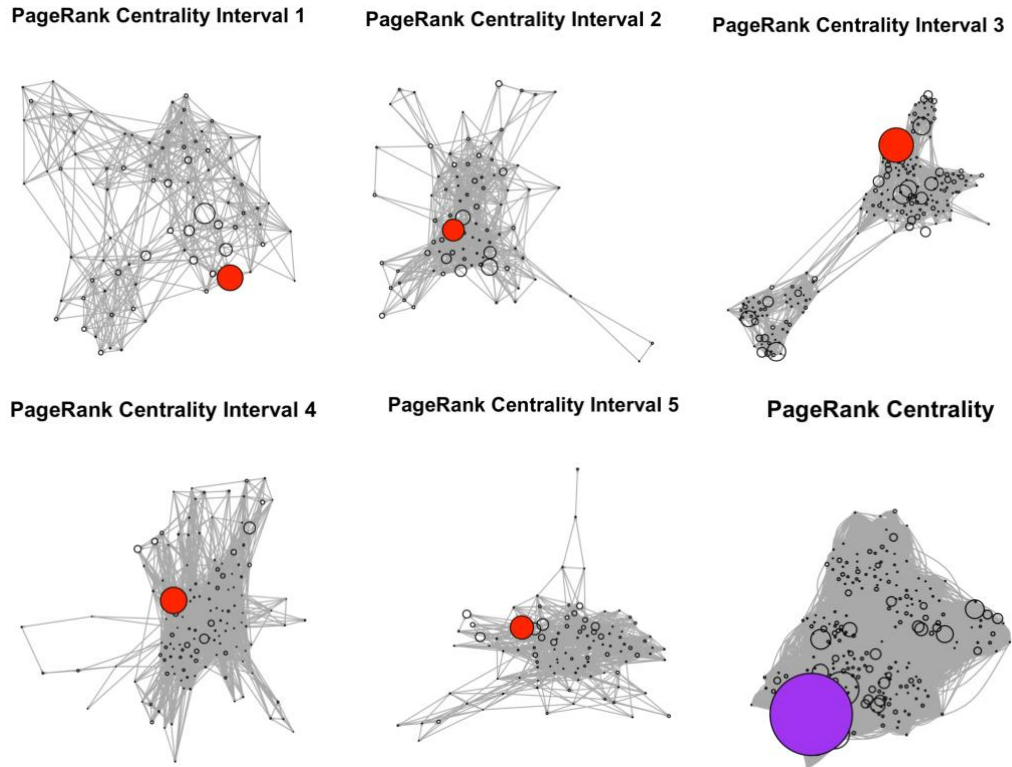 PageRank Centrality Interval 1
PageRank Centrality Interval 2
PageRank Centrality Interval 3
PageRank Centrality Interval 4
PageRank Centrality Interval 5
PageRank Centrality